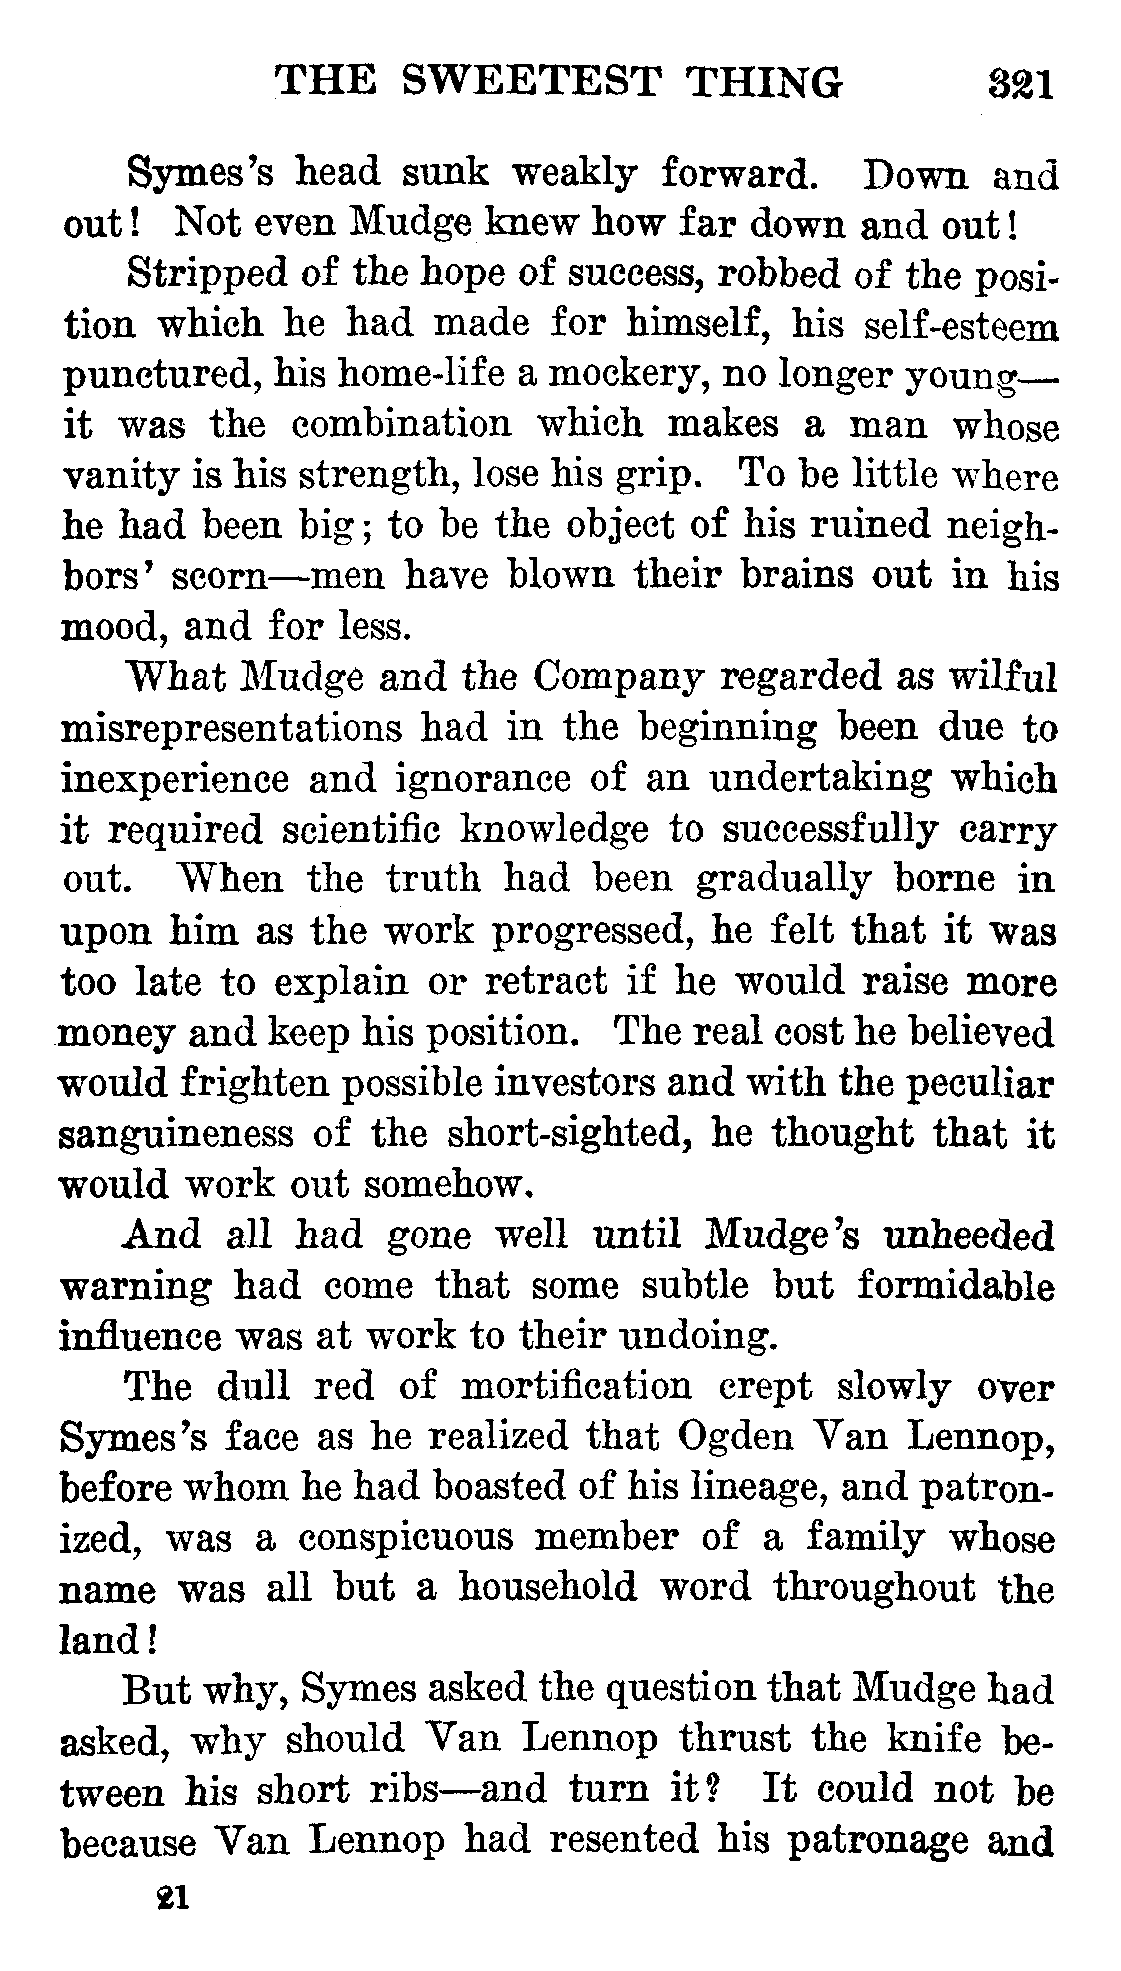 THE SWEETEST THING 321
Symes's head sunk weakly forward. Down and
out! Not even Mudge knew how far down and out!
Stripped of the hope of success, robbed of the posi-
tion which he had made for himself, his self-esteem
punctured, his home-life a mockery, no longer young—
it was the combination which makes a man whose
vanity is his strength, lose his grip. To be little where
he had been big; to be the object of his ruined neigh-
bors' scorn—men have blown their brains out in his
mood, and for less.
What Mudge and the Company regarded as wilful
misrepresentations had in the beginning been due to
inexperience and ignorance of an undertaking which
it required scientific knowledge to successfully carry
out. When the truth had been gradually borne in
upon him as the work progressed, he felt that it was
too late to explain or retract if he would raise more
money and keep his position. The real cost he believed
would frighten possible investors and with the peculiar
sanguineness of the short-sighted, he thought that it
would work out somehow.
And all had gone well until Mudge's unheeded
warning had come that some subtle but formidable
influence was at work to their undoing.
The dull red of mortification crept slowly over
Symes's face as he realized that Ogden Van Lennop,
before whom he had boasted of his lineage, and patron-
ized, was a conspicuous member of a family whose
name was all but a household word throughout the
land!
But why, Symes asked the question that Mudge had
asked, why should Van Lennop thrust the knife be-
tween his short ribs—and turn it? It could not be
because Van Lennop had resented his patronage and
21